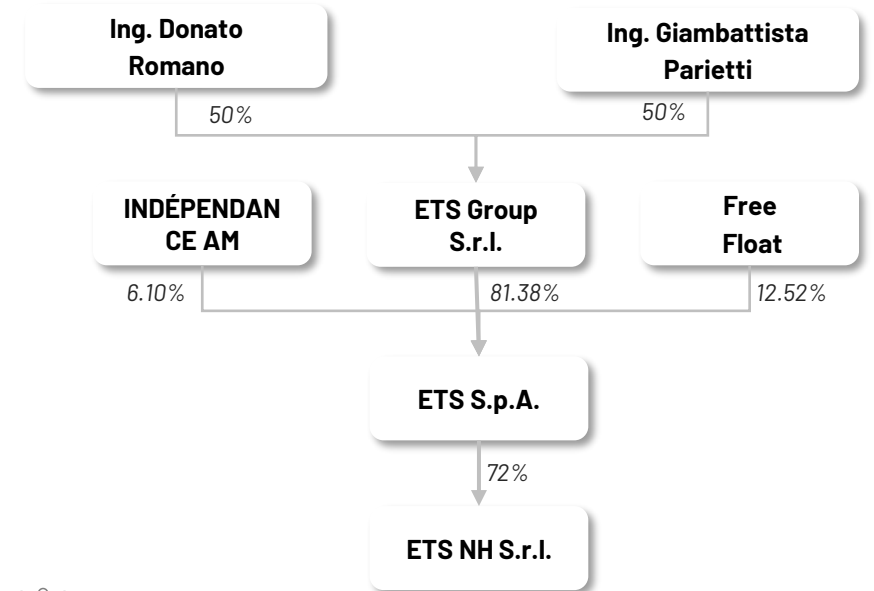 Ing. Donato
Romano
Ing. Giambattista
Parietti
50%
50%
INDÉPENDAN
CE AM
ETS Group
S.r.l.
Free
Float
6.10%
81.38%
12.52%
ETS S.p.A.
72%
ETS NH S.r.l.